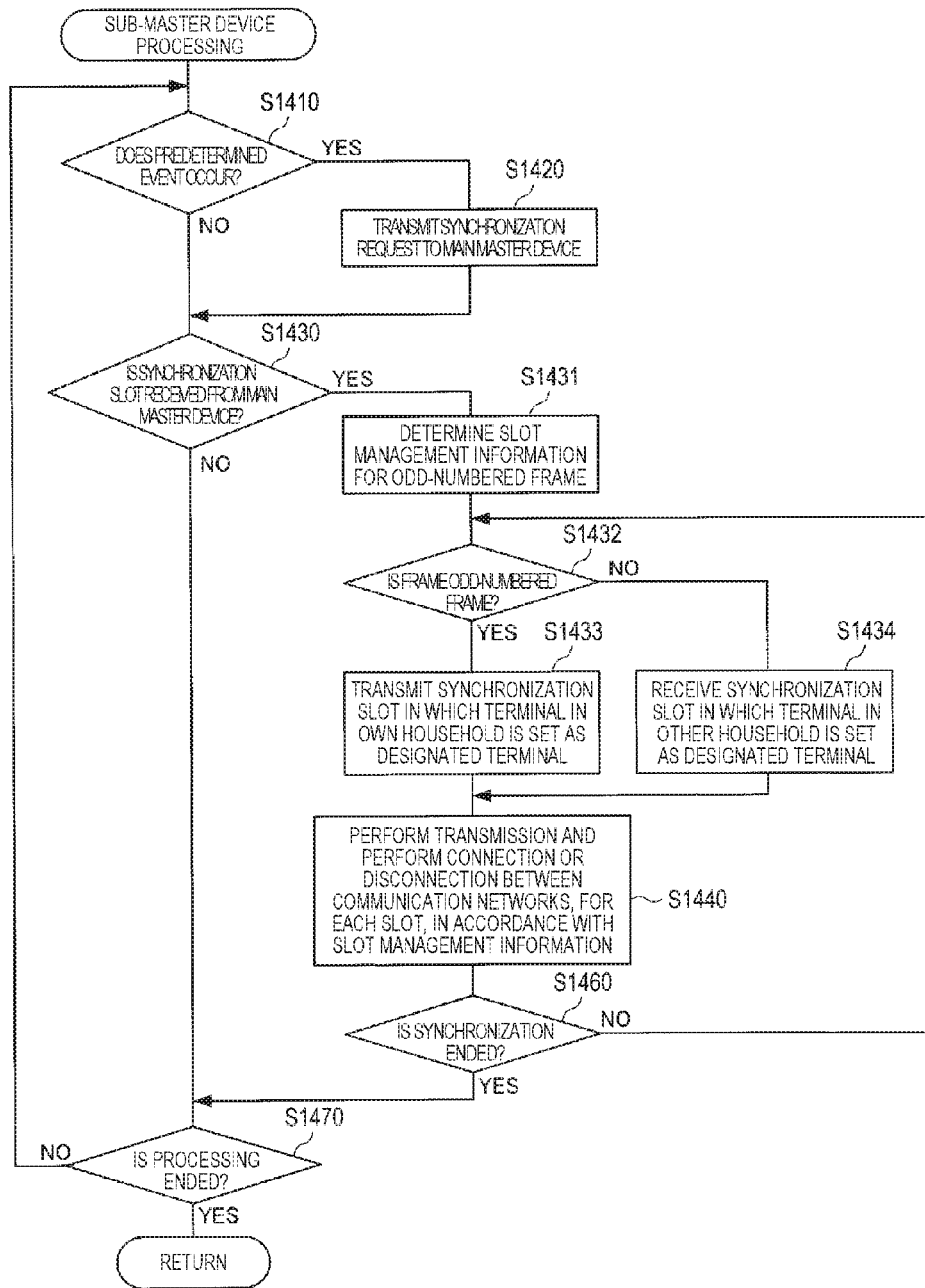 SUB-MASTER DEVICE
PROCESSING
S1410
DOES PREDETERMINED
EVENT OCCUR?
YES
NO
S1420
TRANSMIT SYNCHRONIZATION
REQUEST TO MAIN MASTER DEVICE
S1430
IS SYNCHRONIZATION
SLOT RECEIVED FROM MAIN
MASTER DEVICE?
YES
NO
S1431
DETERMINE SLOT
MANAGEMENT INFORMATION
FOR ODD-NUMBERED FRAME
S1432
IS FRAME ODD-NUMBERED
FRAME?
NO
YES
S1433
TRANSMIT SYNCHRONIZATION
SLOT IN WHICH TERMINAL IN
OWN HOUSEHOLD IS SET AS
DESIGNATED TERMINAL
S1434
RECEIVE SYNCHRONIZATION
SLOT IN WHICH TERMINAL IN
OTHER HOUSEHOLD IS SET
AS DESIGNATED TERMINAL
PERFORM TRANSMISSION AND
PERFORM CONNECTION OR
DISCONNECTION BETWEEN
COMMUNICATION NETWORKS, FOR
EACH SLOT, IN ACCORDANCE WITH
SLOT MANAGEMENT INFORMATION
S1440
S1460
IS SYNCHRONIZATION
ENDED?
NO
YES
S1470
NO
IS PROCESSING
ENDED?
YES
RETURN